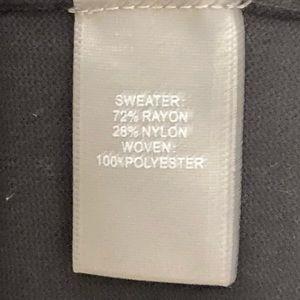 SWEATER:
72% RAYON
28% NYLON
WOVEN:
100% POLYESTER